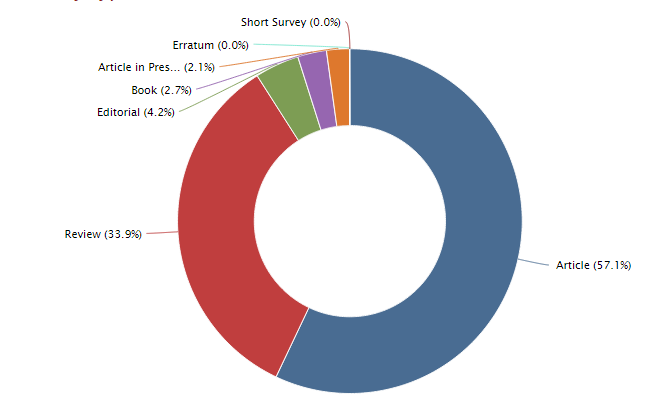 Short Survey (0.0%)
Erratum (0.0%)
Article in Pres... (2.1%)
Book (2.7%)
Editorial (4.2%)
Review (33.9%)
Article (57.1%)